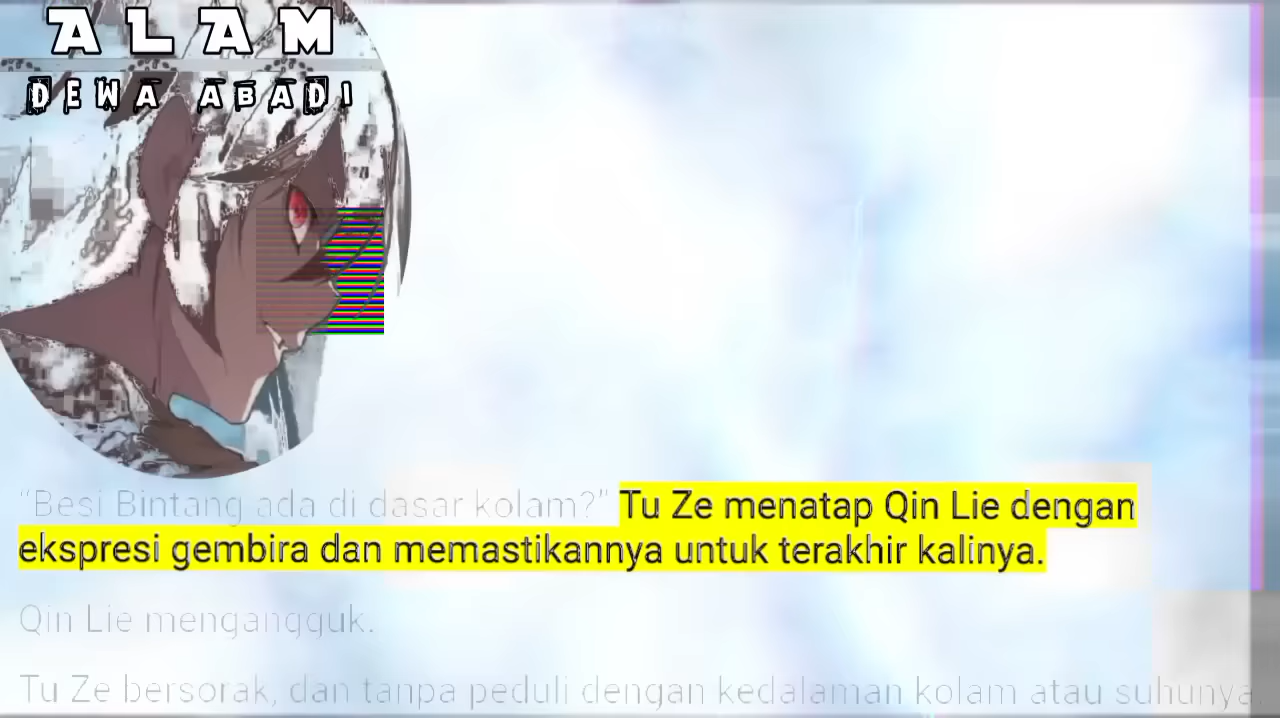 ALAM
DEWA ABADI
“Besi Bintang ada di dasar kolam?” Tu Ze menatap Qin Lie dengan
ekspresi gembira dan memastikannya untuk terakhir kalinya.
Qin Lie mengangguk.
Tu Ze bersorak, dan tanpa peduli dengan kedalaman kolam atau suhunya.